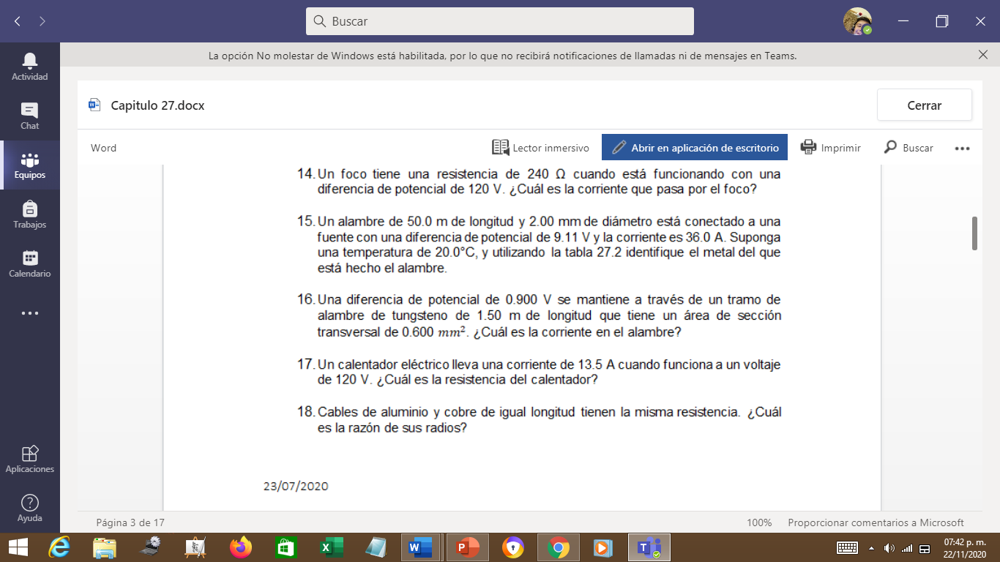 Buscar
La opción No molestar de Windows está habilitada, por lo que no recibirá notificaciones de llamadas ni de mensajes en Teams.
Actividad
Chat
Equipos
Trabajos
Calendario
Aplicaciones
Ayuda
Capitulo 27.docx
Cerrar
Word
Lector inmersivo
Abrir en aplicación de escritorio
Imprimir
Buscar
14. Un foco tiene una resistencia de 240 Ω cuando está funcionando con una
diferencia de potencial de 120 V. ¿Cuál es la corriente que pasa por el foco?
15. Un alambre de 50.0 m de longitud y 2.00 mm de diámetro está conectado a una
fuente con una diferencia de potencial de 9.11 V y la corriente es 36.0 A. Suponga
una temperatura de 20.0°C, y utilizando la tabla 27.2 identifique el metal del que
está hecho el alambre.
16. Una diferencia de potencial de 0.900 V se mantiene a través de un tramo de
alambre de tungsteno de 1.50 m de longitud que tiene un área de sección
transversal de 0.600 mm². ¿Cuál es la corriente en el alambre?
17. Un calentador eléctrico lleva una corriente de 13.5 A cuando funciona a un voltaje
de 120 V. ¿Cuál es la resistencia del calentador?
18. Cables de aluminio y cobre de igual longitud tienen la misma resistencia. ¿Cuál
es la razón de sus radios?
23/07/2020
Página 3 de 17
100%
Proporcionar comentarios a Microsoft
07:42 p. m.
22/11/2020